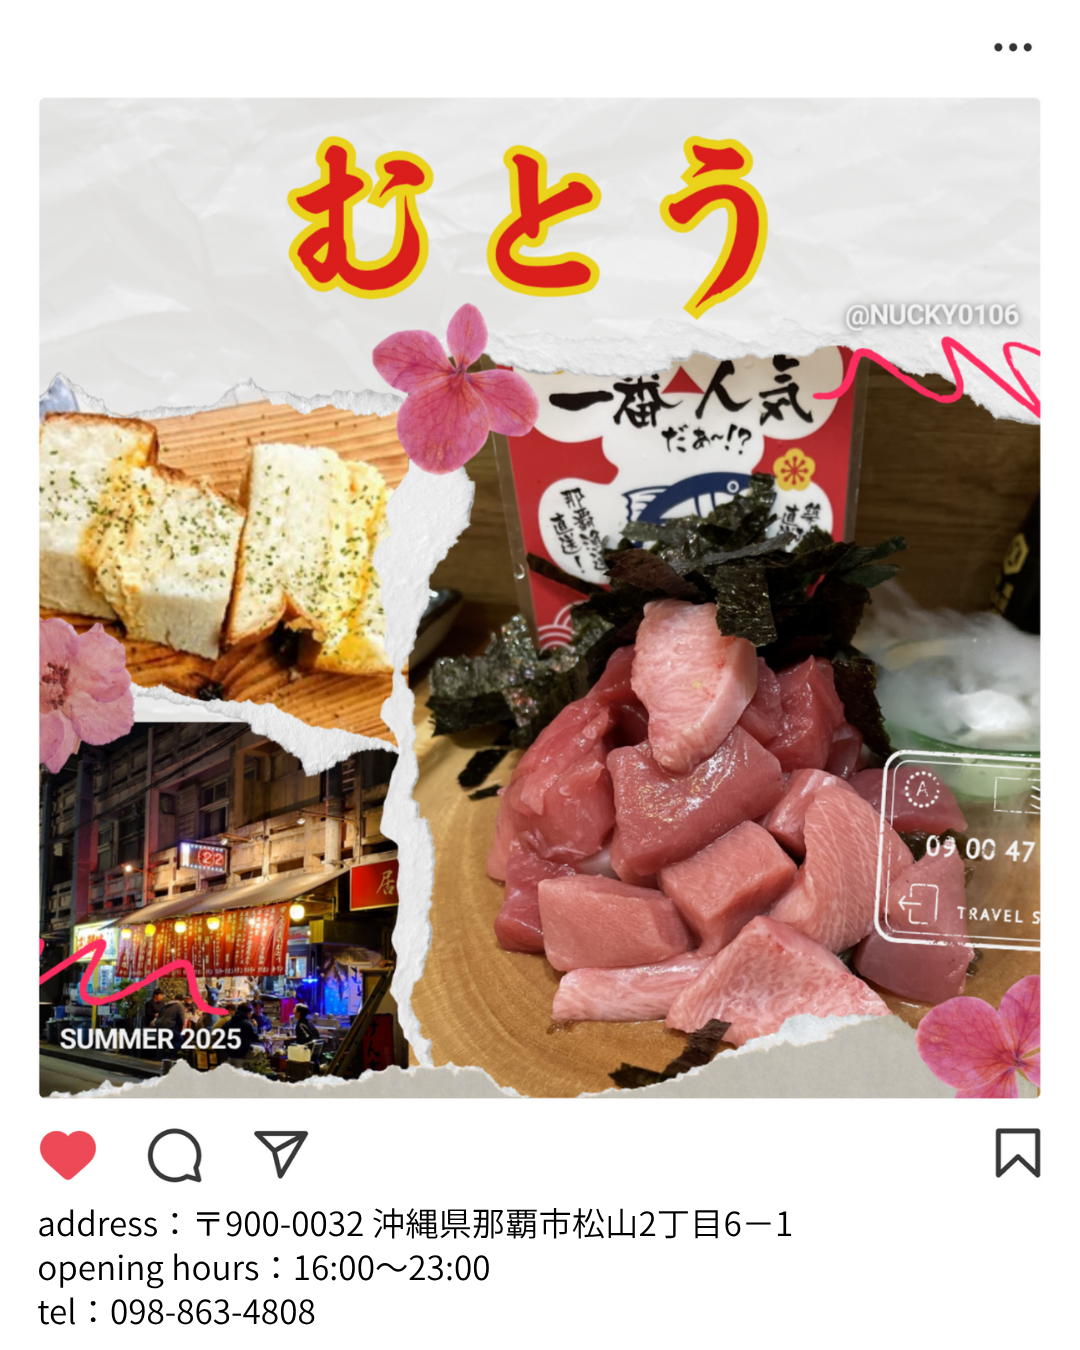 むとう
@NUCKY0106
一番人気
だぁ〜!?
那覇
直送!
居
A
09 00 47
TRAVEL S
SUMMER 2025
address：〒900-0032 沖縄県那覇市松山2丁目6－1
opening hours：16:00～23:00
tel：098-863-4808